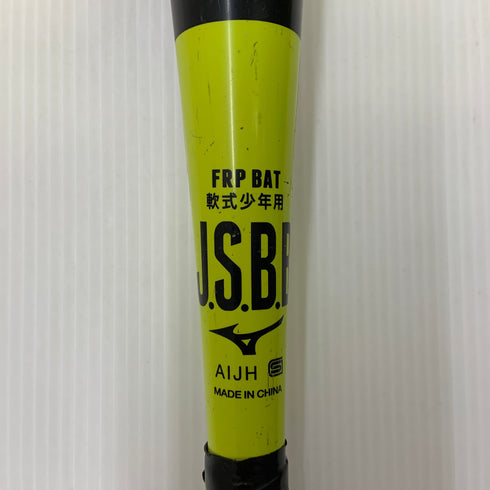 FRP BAT
軟式少年用
J.S.B.B
AIJH S
MADE IN CHINA